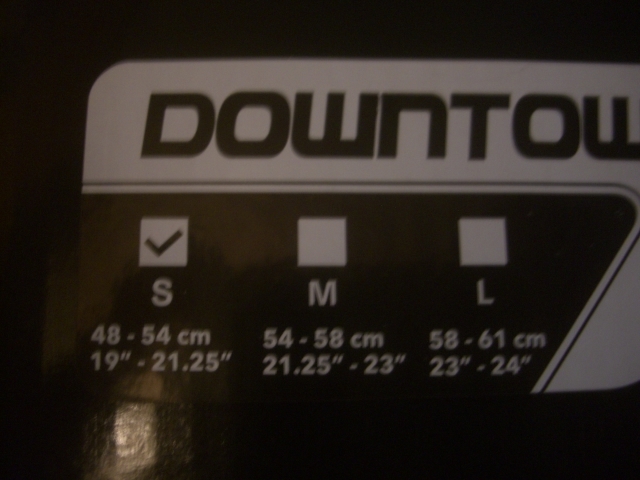 DOWNTOW
S M L
48 - 54 cm 54 - 58 cm 58 - 61 cm
19" - 21.25" 21.25" - 23" 23" - 24"